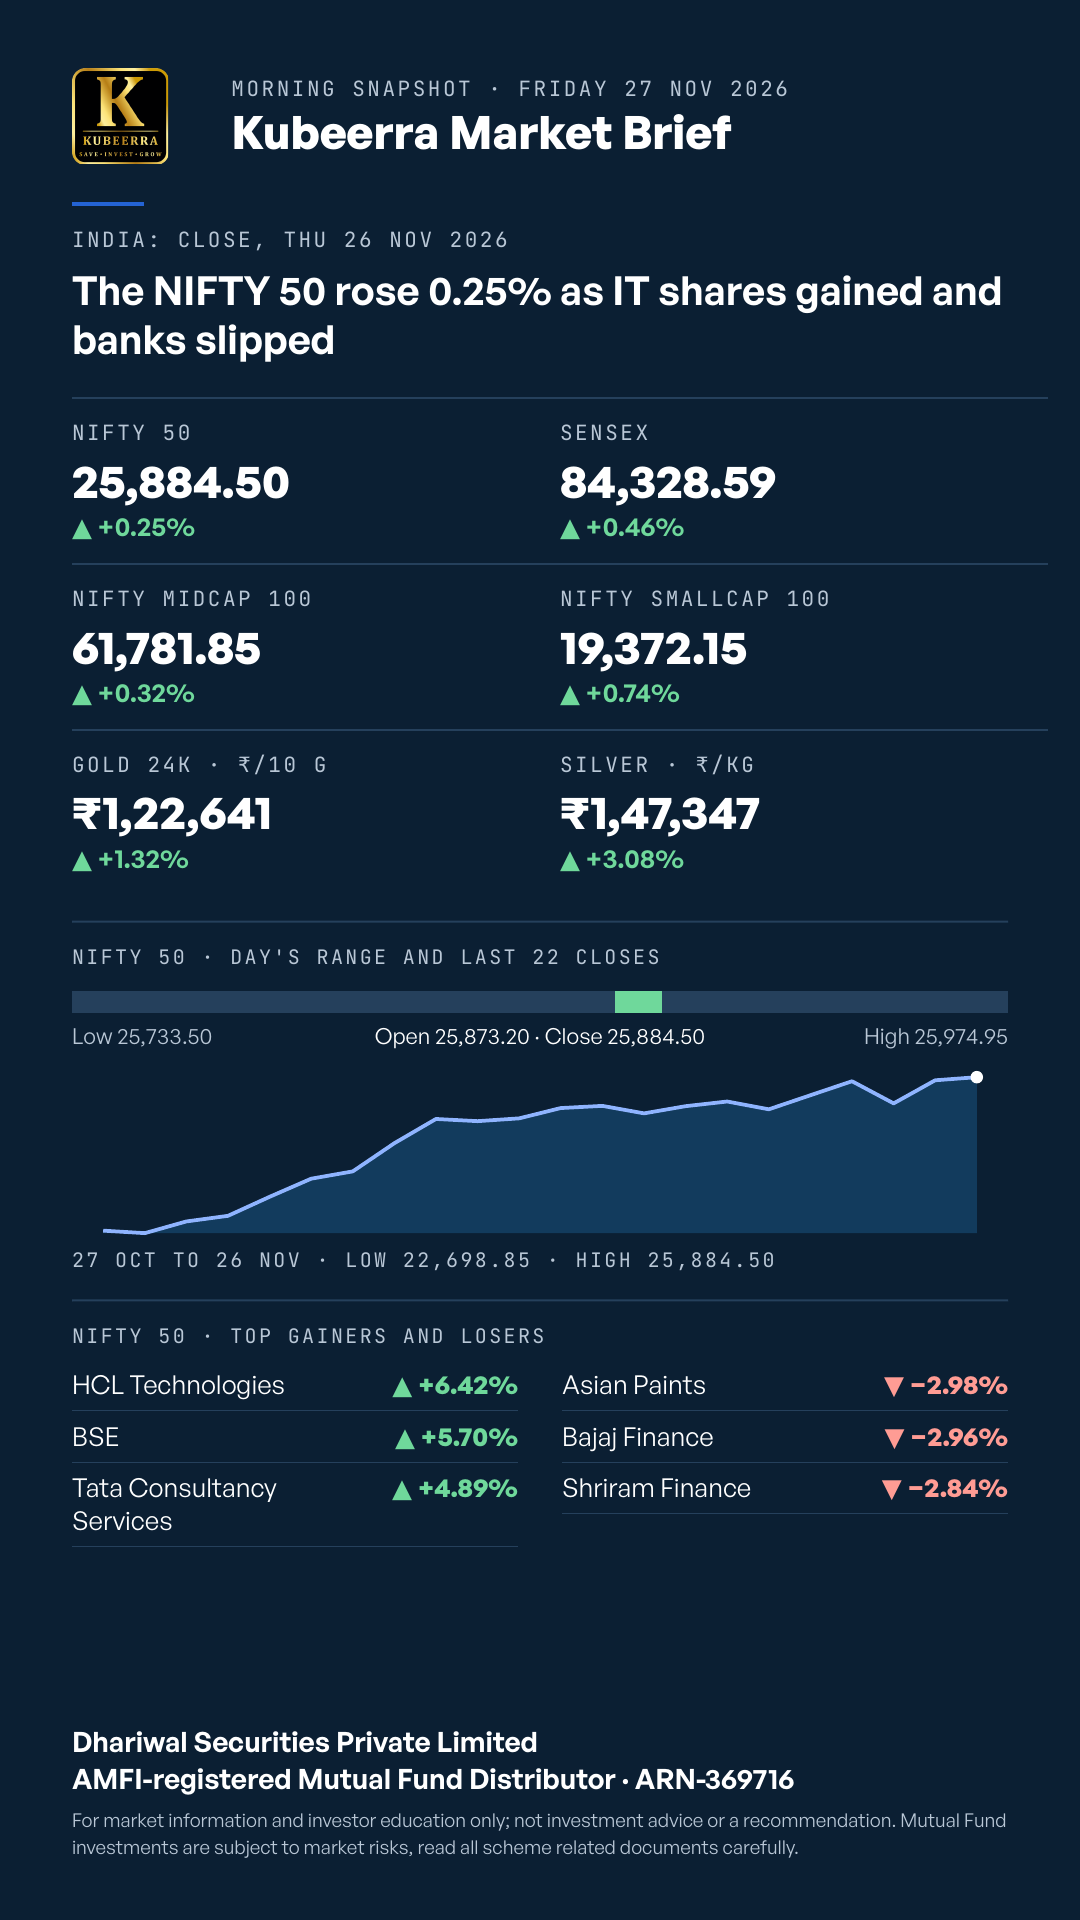 K
KUBEERRA
SAVE•INVEST•GROW
MORNING SNAPSHOT · FRIDAY 27 NOV 2026
Kubeerra Market Brief
INDIA: CLOSE, THU 26 NOV 2026
The NIFTY 50 rose 0.25% as IT shares gained and
banks slipped
NIFTY 50
25,884.50
▲ +0.25%
SENSEX
84,328.59
▲ +0.46%
NIFTY MIDCAP 100
61,781.85
▲ +0.32%
NIFTY SMALLCAP 100
19,372.15
▲ +0.74%
GOLD 24K · ₹/10 G
₹1,22,641
▲ +1.32%
SILVER · ₹/KG
₹1,47,347
▲ +3.08%
NIFTY 50 · DAY'S RANGE AND LAST 22 CLOSES
Low 25,733.50 Open 25,873.20 · Close 25,884.50 High 25,974.95
27 OCT TO 26 NOV · LOW 22,698.85 · HIGH 25,884.50
NIFTY 50 · TOP GAINERS AND LOSERS
HCL Technologies ▲ +6.42%
BSE ▲ +5.70%
Tata Consultancy ▲ +4.89%
Services
Asian Paints ▼ −2.98%
Bajaj Finance ▼ −2.96%
Shriram Finance ▼ −2.84%
Dhariwal Securities Private Limited
AMFI-registered Mutual Fund Distributor · ARN-369716
For market information and investor education only; not investment advice or a recommendation. Mutual Fund
investments are subject to market risks, read all scheme related documents carefully.